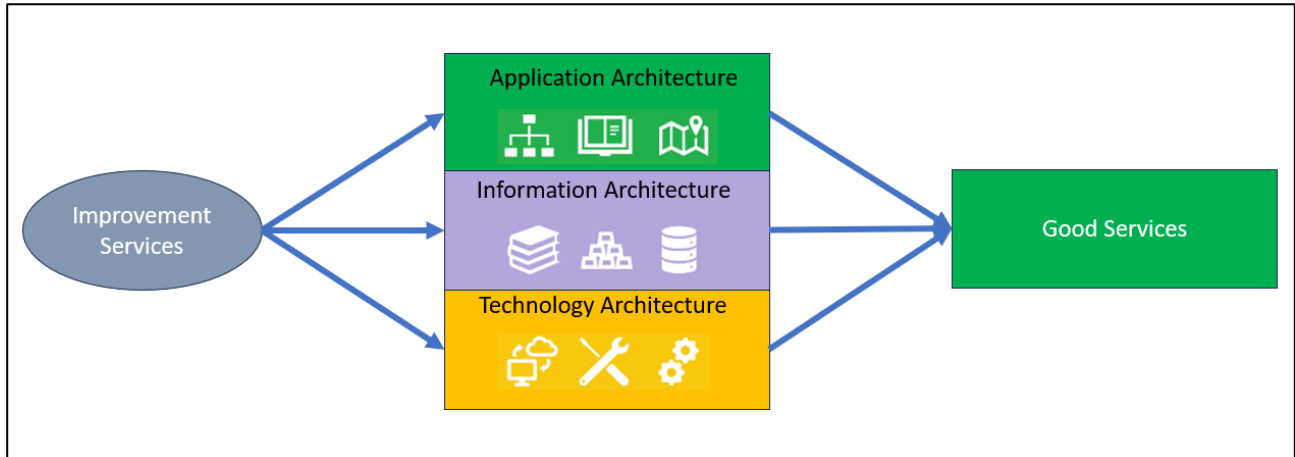 Application Architecture
Information Architecture
Improvement
Services
Good Services
Technology Architecture